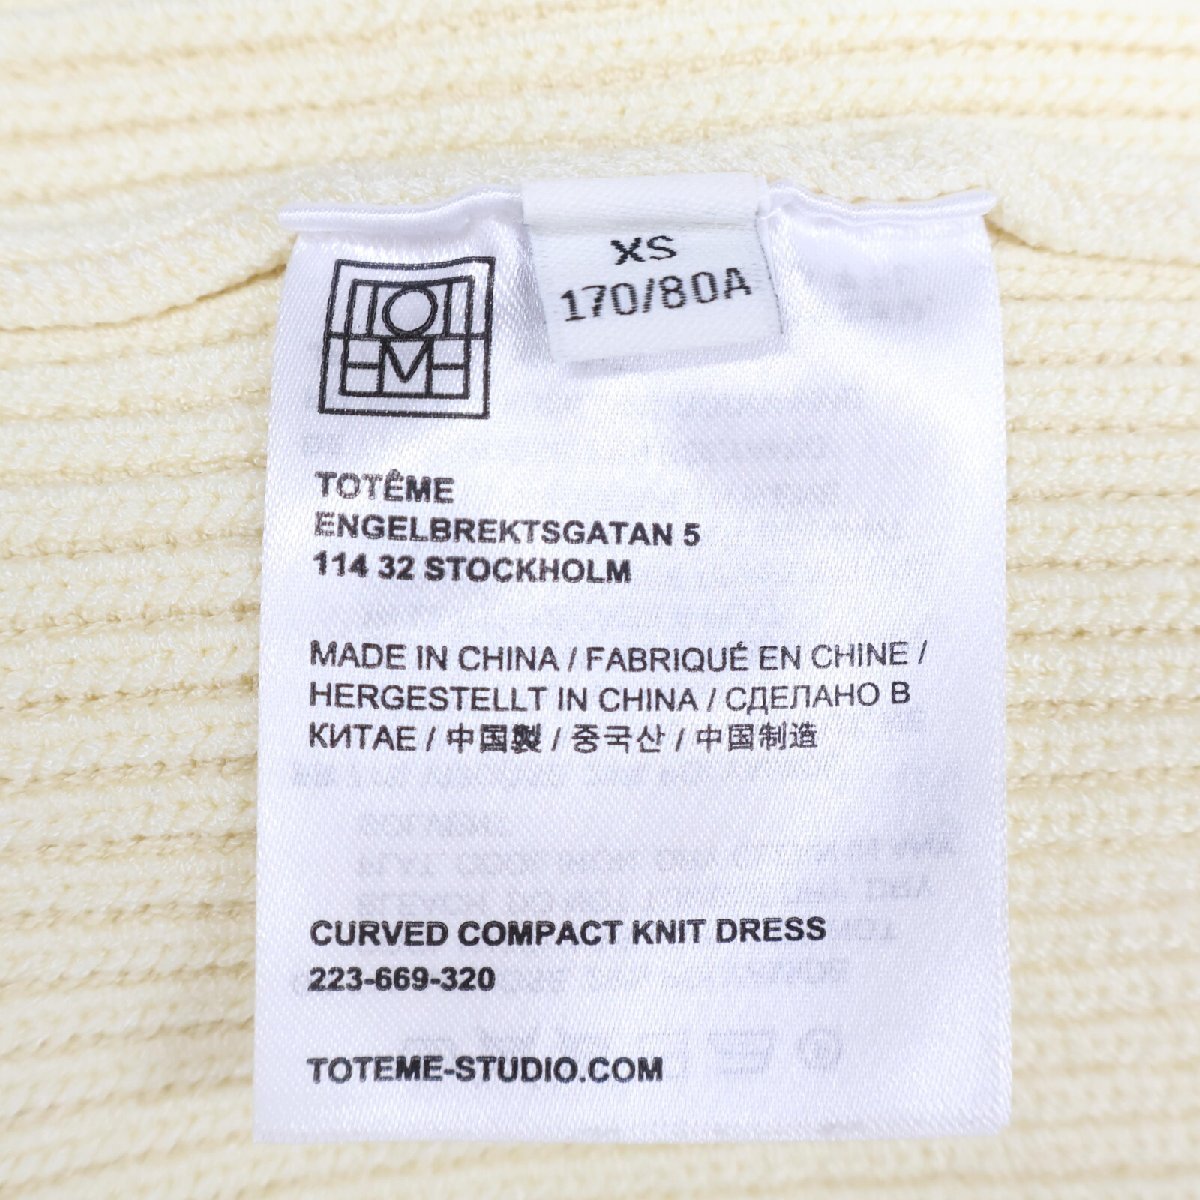 XS
170/80A
TOTÊME
ENGELBREKTSGATAN 5
114 32 STOCKHOLM
MADE IN CHINA / FABRIQUÉ EN CHINE /
HERGESTELLT IN CHINA / СДЕЛАНО В
КИТАЕ / 中国製 / 중국산 / 中国制造
CURVED COMPACT KNIT DRESS
223-669-320
TOTEME-STUDIO.COM